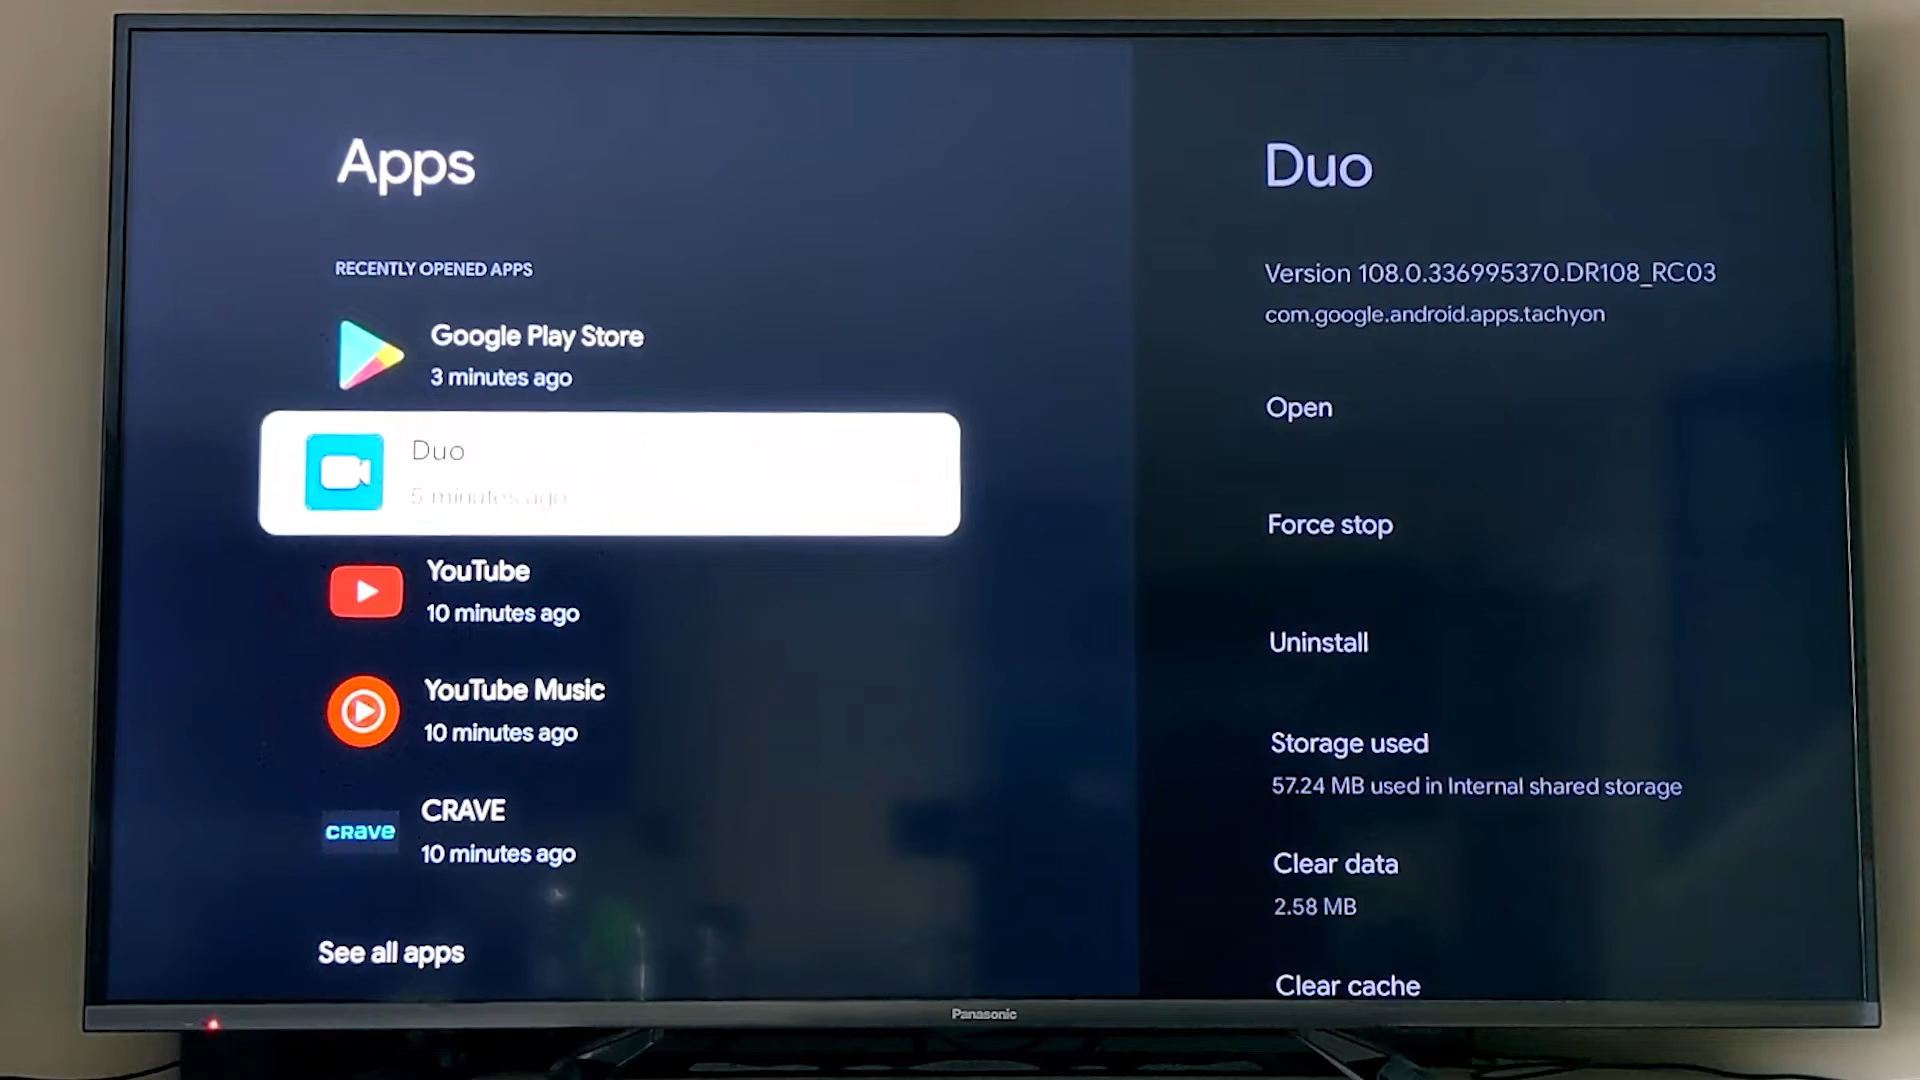 Apps
RECENTLY OPENED APPS
Google Play Store
3 minutes ago
Duo
5 minutes ago
YouTube
10 minutes ago
YouTube Music
10 minutes ago
crave
CRAVE
10 minutes ago
See all apps
Duo
Version 108.0.336995370.DR108_RC03
com.google.android.apps.tachyon
Open
Force stop
Uninstall
Storage used
57.24 MB used in Internal shared storage
Clear data
2.58 MB
Clear cache
Panasonic